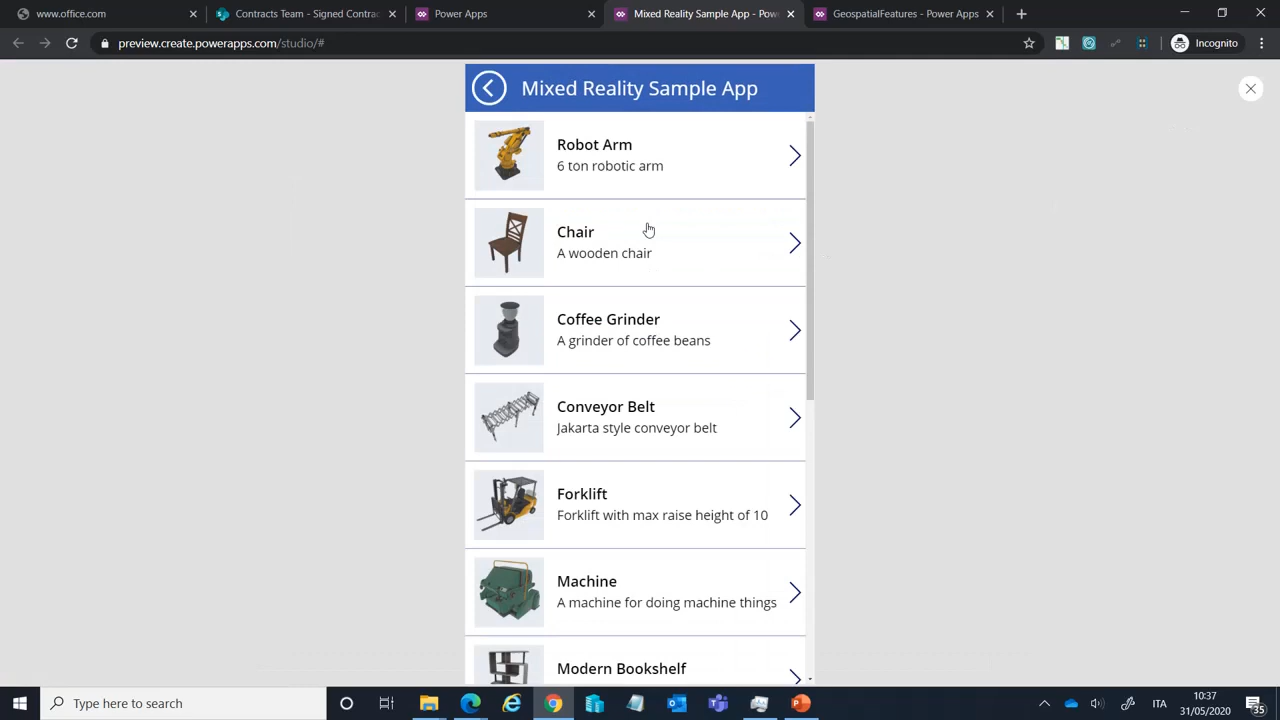 www.office.com
Contracts Team - Signed Contrac
Power Apps
Mixed Reality Sample App - Pow
GeospatialFeatures - Power Apps
preview.create.powerapps.com/studio/#
Incognito
Mixed Reality Sample App
Robot Arm
6 ton robotic arm
Chair
A wooden chair
Coffee Grinder
A grinder of coffee beans
Conveyor Belt
Jakarta style conveyor belt
Forklift
Forklift with max raise height of 10
Machine
A machine for doing machine things
Modern Bookshelf
Type here to search
ITA
10:37
31/05/2020
35